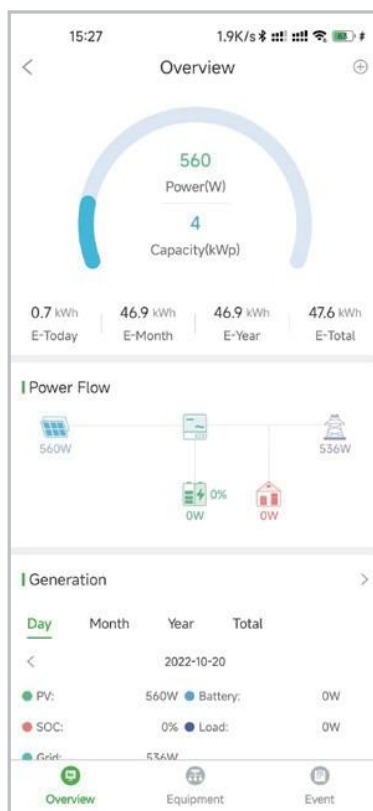 15:27 1.9K/s
Overview
560
Power(W)
4
Capacity(kWp)
0.7 kWh 46.9 kWh 46.9 kWh 47.6 kWh
E-Today E-Month E-Year E-Total
Power Flow
560W 536W
0%
0W 0W
Generation
Day Month Year Total
2022-10-20
PV: 560W Battery: 0W
SOC: 0% Load: 0W
Grid: 536W
Overview Equipment Event